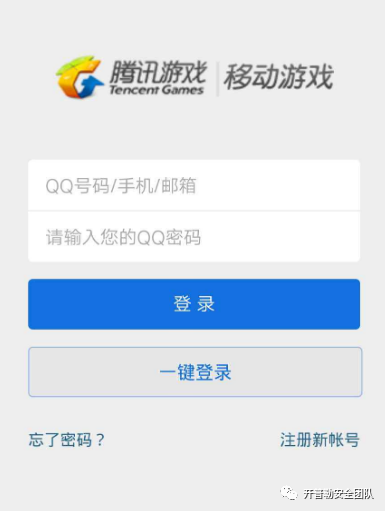 腾讯游戏 移动游戏
Tencent Games
QQ号码/手机/邮箱
请输入您的QQ密码
登 录
一键登录
忘了密码？ 注册新帐号
开普勒安全团队